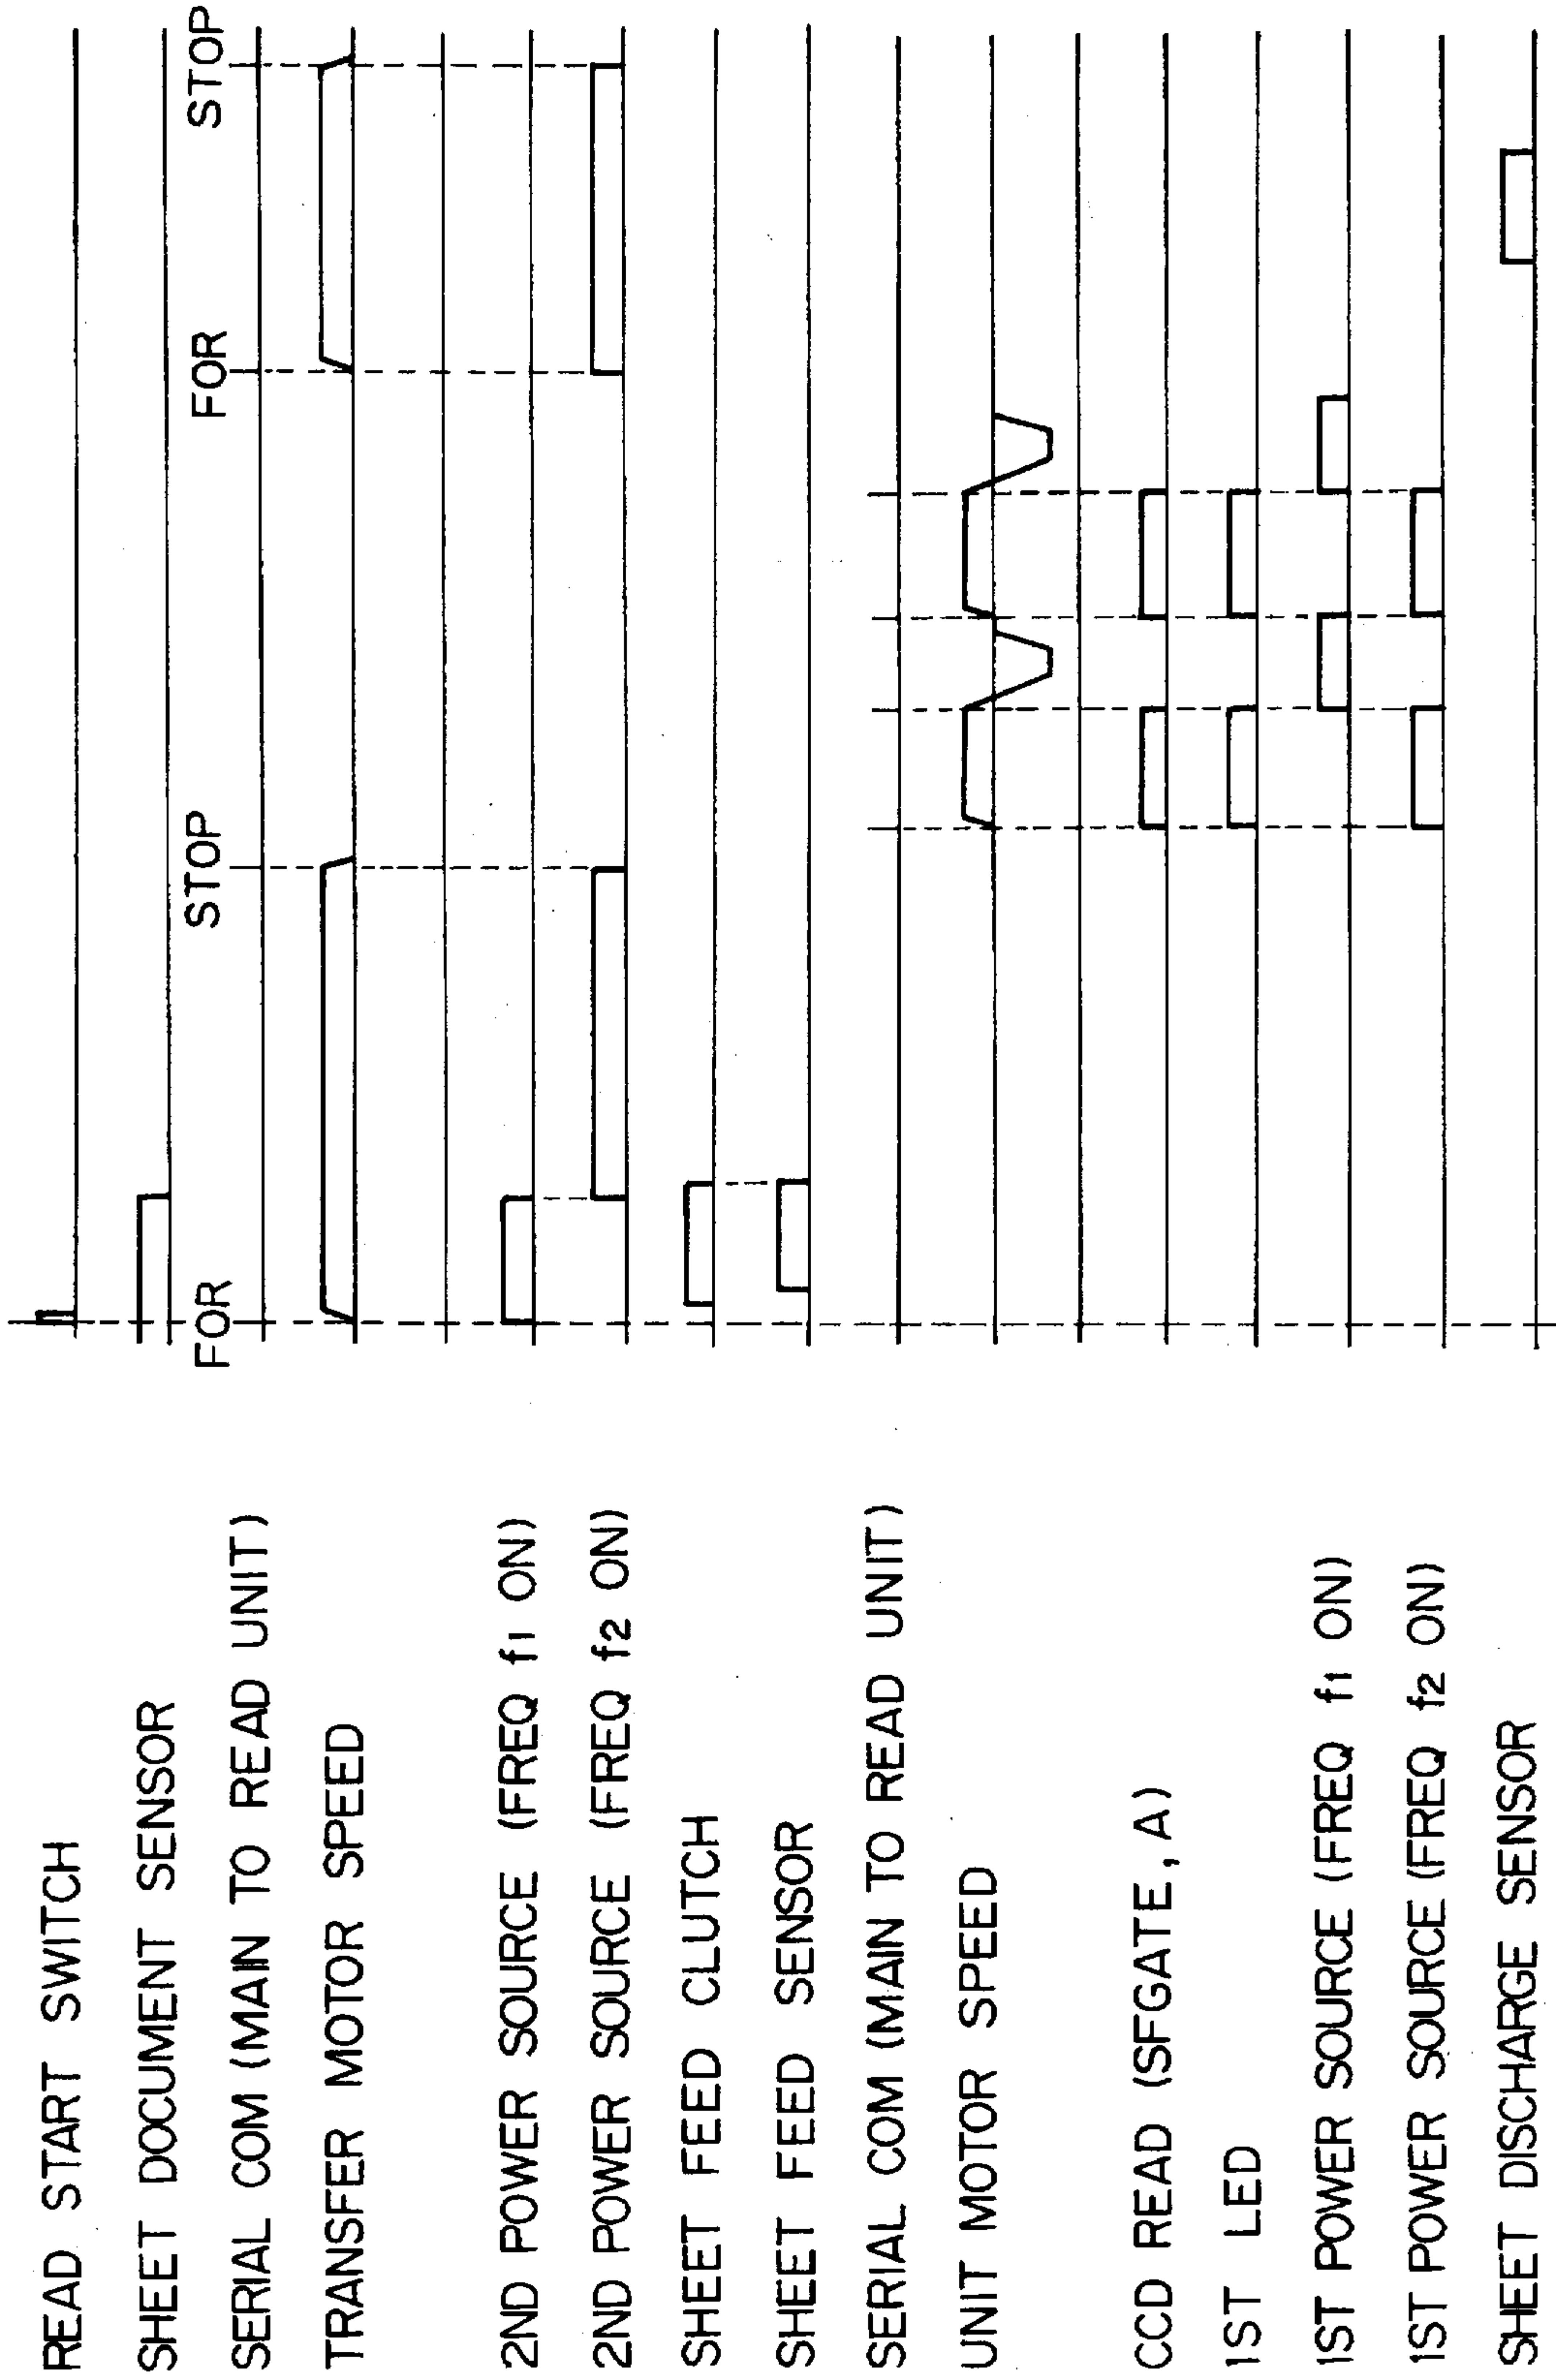 READ START SWITCH
SHEET DOCUMENT SENSOR
FOR STOP FOR STOP
SERIAL COM (MAIN TO READ UNIT)
TRANSFER MOTOR SPEED
2ND POWER SOURCE (FREQ f1 ON)
2ND POWER SOURCE (FREQ f2 ON)
SHEET FEED CLUTCH
SHEET FEED SENSOR
SERIAL COM (MAIN TO READ UNIT)
UNIT MOTOR SPEED
CCD READ (SFGATE, A)
1ST LED
1ST POWER SOURCE (FREQ f1 ON)
1ST POWER SOURCE (FREQ f2 ON)
SHEET DISCHARGE SENSOR